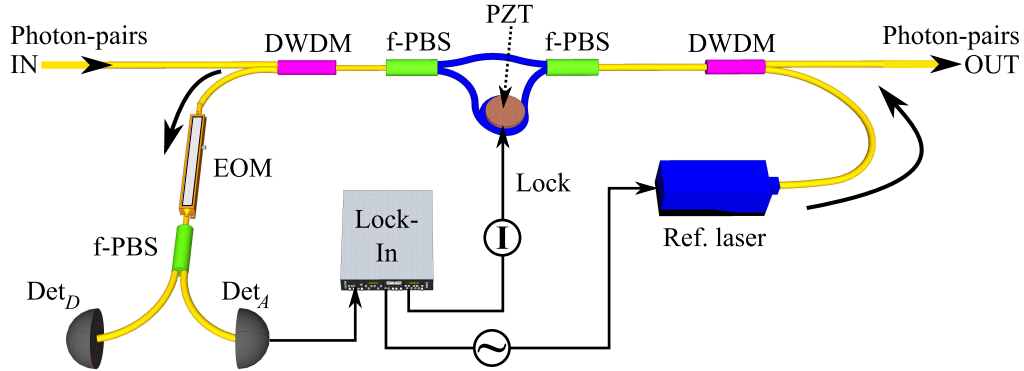 PZT
Photon-pairs
IN
DWDM
f-PBS
f-PBS
DWDM
Photon-pairs
OUT
EOM
Lock
Lock-
In
I
Ref. laser
f-PBS
Det_D
Det_A
~